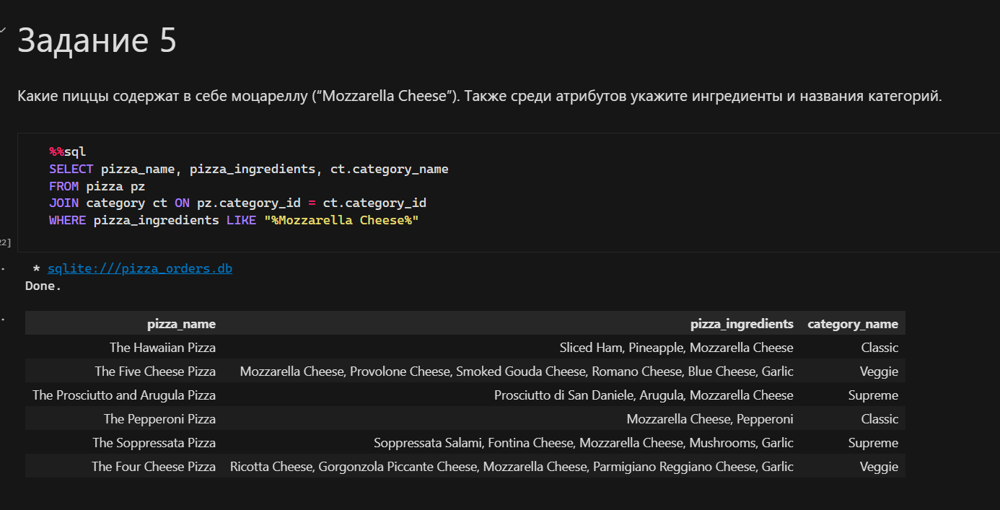 Задание 5
Какие пиццы содержат в себе моцареллу (“Mozzarella Cheese”). Также среди атрибутов укажите ингредиенты и названия категорий.
%%sql
SELECT pizza_name, pizza_ingredients, ct.category_name
FROM pizza pz
JOIN category ct ON pz.category_id = ct.category_id
WHERE pizza_ingredients LIKE "%Mozzarella Cheese%"
22]
* sqlite:///pizza_orders.db
Done.
pizza_name pizza_ingredients category_name
The Hawaiian Pizza Sliced Ham, Pineapple, Mozzarella Cheese Classic
The Five Cheese Pizza Mozzarella Cheese, Provolone Cheese, Smoked Gouda Cheese, Romano Cheese, Blue Cheese, Garlic Veggie
The Prosciutto and Arugula Pizza Prosciutto di San Daniele, Arugula, Mozzarella Cheese Supreme
The Pepperoni Pizza Mozzarella Cheese, Pepperoni Classic
The Soppressata Pizza Soppressata Salami, Fontina Cheese, Mozzarella Cheese, Mushrooms, Garlic Supreme
The Four Cheese Pizza Ricotta Cheese, Gorgonzola Piccante Cheese, Mozzarella Cheese, Parmigiano Reggiano Cheese, Garlic Veggie